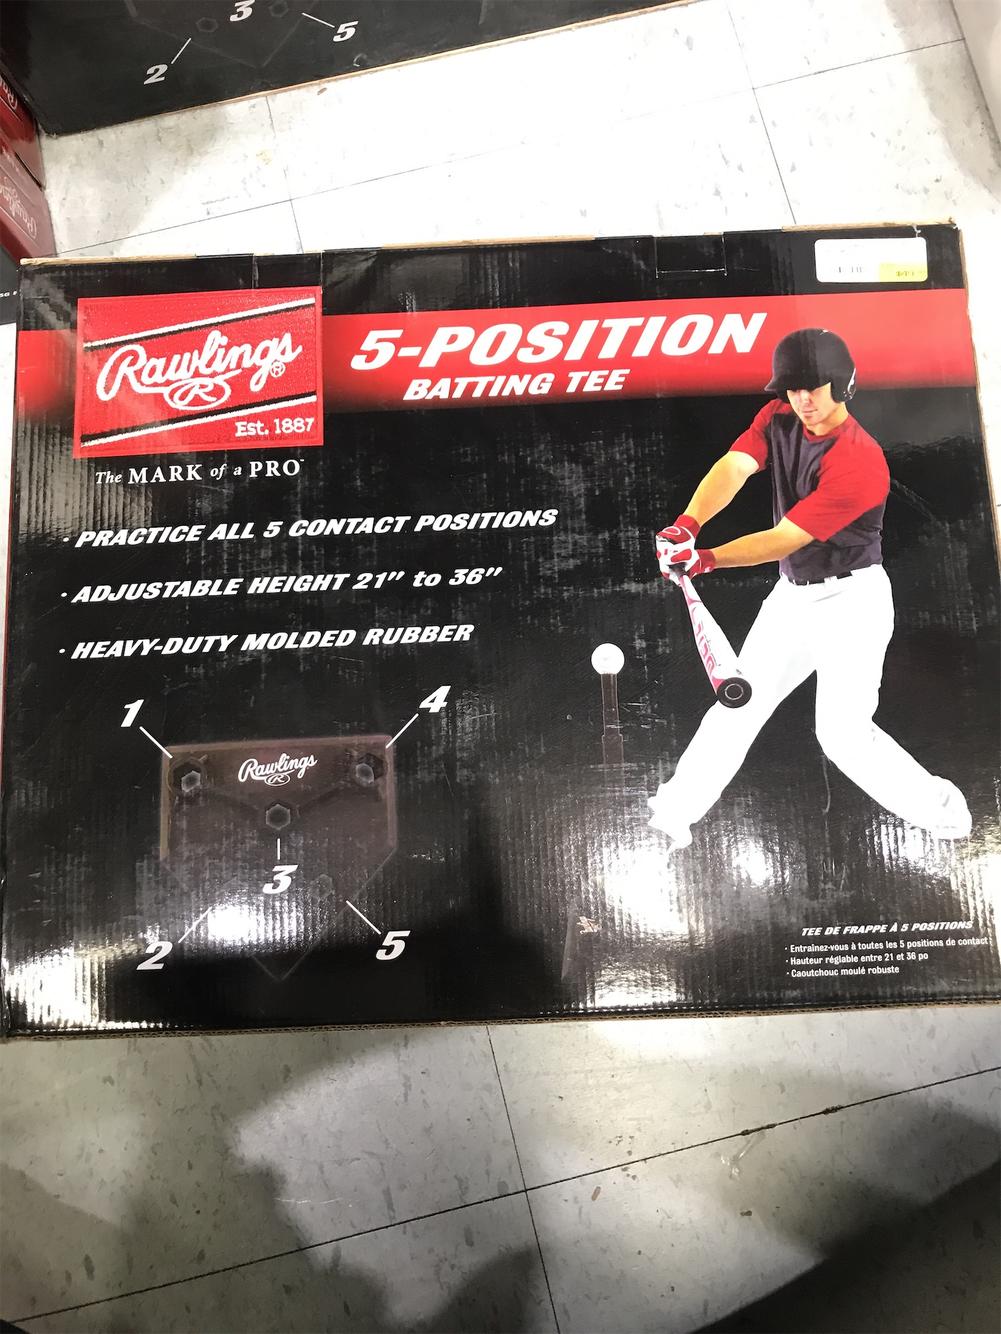 3
5
2
Rawlings®
R
Est. 1887
The MARK of a PRO™
5-POSITION
BATTING TEE
· PRACTICE ALL 5 CONTACT POSITIONS
· ADJUSTABLE HEIGHT 21" to 36"
· HEAVY-DUTY MOLDED RUBBER
1
4
Rawlings
R
3
2
5
TEE DE FRAPPE À 5 POSITIONS
· Entraînez-vous à toutes les 5 positions de contact
· Hauteur réglable entre 21 et 36 po
· Caoutchouc moulé robuste